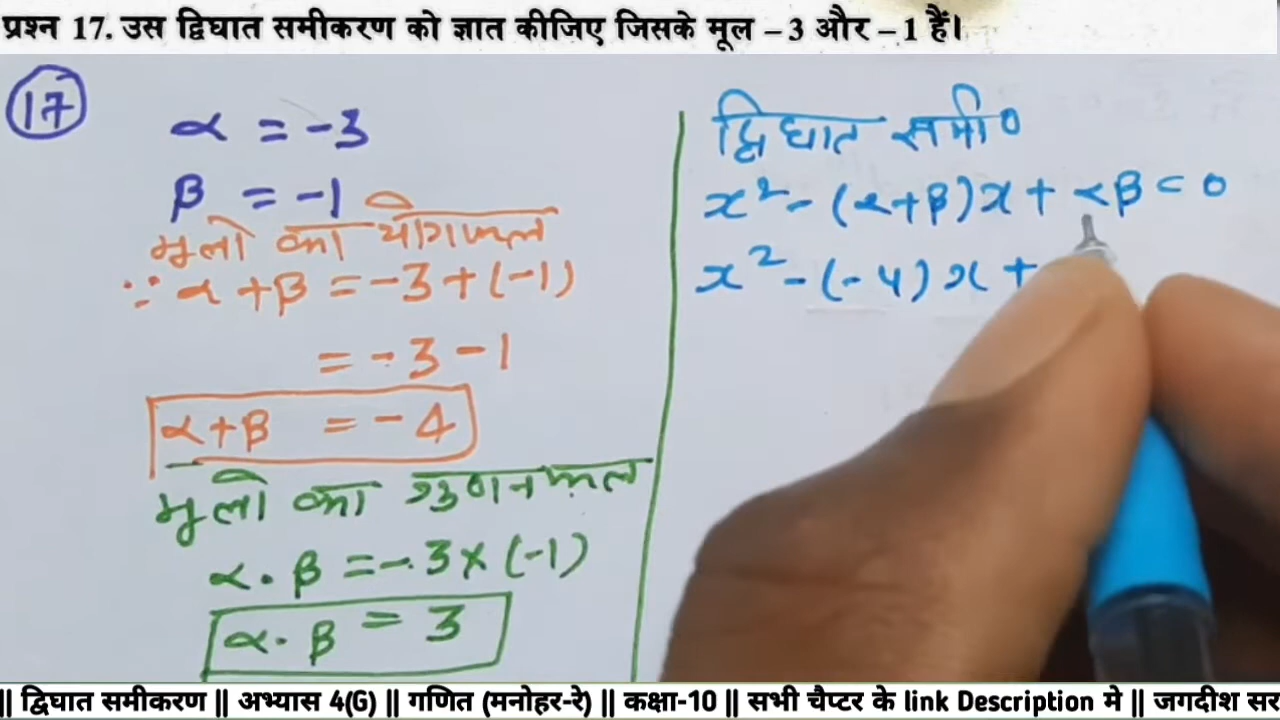 प्रश्न 17. उस द्विघात समीकरण को ज्ञात कीजिए जिसके मूल – 3 और – 1 हैं।
17
α = -3
β = -1
मूलो का योगफल
∵ α + β = -3 + (-1)
= -3 - 1
α + β = -4
मूलो का गुणनफल
α . β = -3 × (-1)
α . β = 3
द्विघात समी०
x² - (α+β)x + αβ = 0
x² - (-4)x +
|| द्विघात समीकरण || अभ्यास 4(G) || गणित (मनोहर-रे) || कक्षा-10 || सभी चैप्टर के link Description मे || जगदीश सर